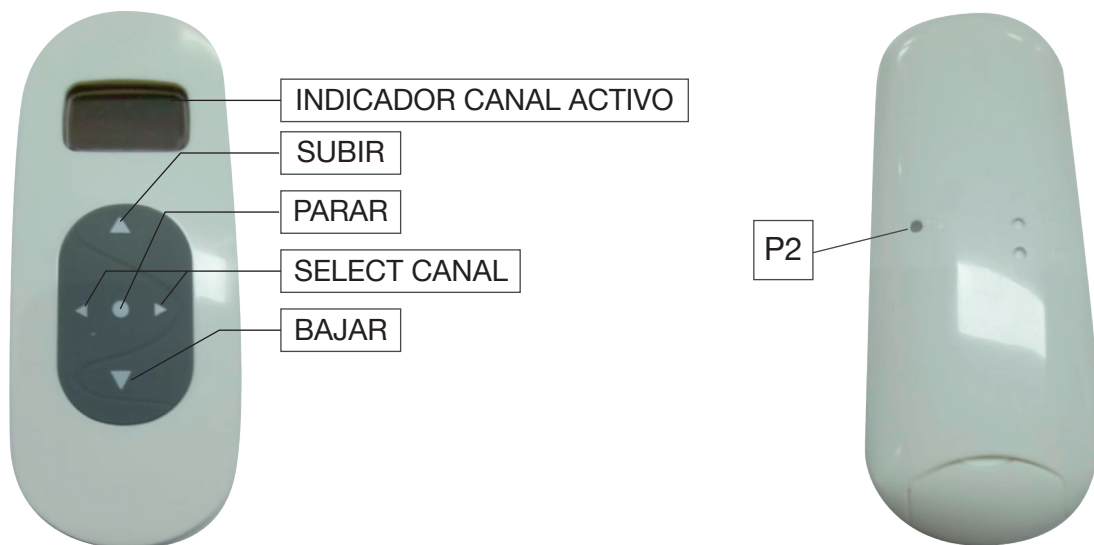 INDICADOR CANAL ACTIVO
SUBIR
PARAR
SELECT CANAL
BAJAR
P2